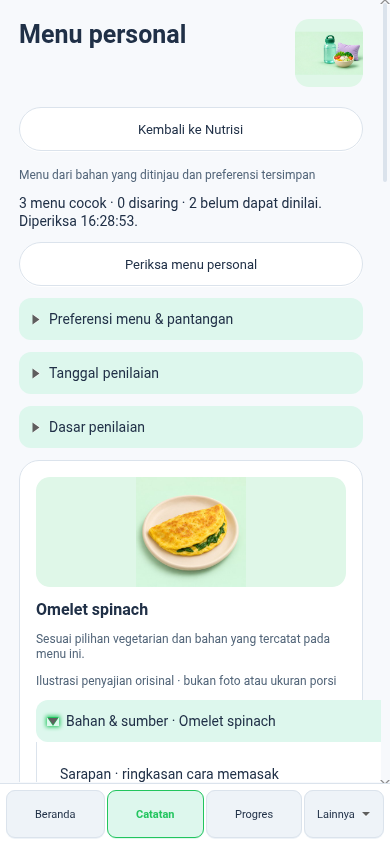 Menu personal
Kembali ke Nutrisi
Menu dari bahan yang ditinjau dan preferensi tersimpan
3 menu cocok · 0 disaring · 2 belum dapat dinilai.
Diperiksa 16:28:53.
Periksa menu personal
Preferensi menu & pantangan
Tanggal penilaian
Dasar penilaian
Omelet spinach
Sesuai pilihan vegetarian dan bahan yang tercatat pada
menu ini.
Ilustrasi penyajian orisinal · bukan foto atau ukuran porsi
Bahan & sumber · Omelet spinach
Sarapan · ringkasan cara memasak
Beranda
Catatan
Progres
Lainnya